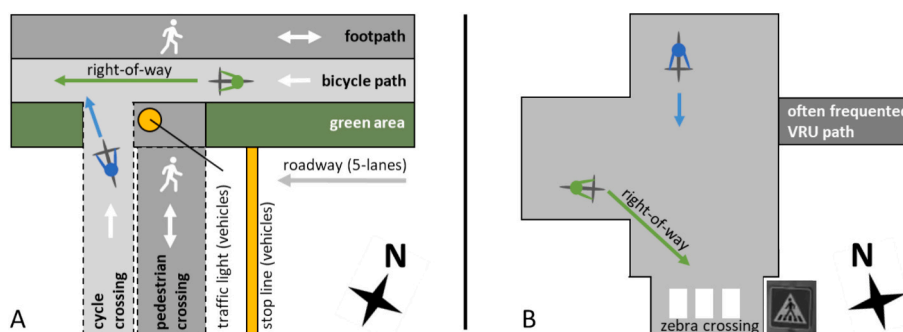 footpath
right-of-way
bicycle path
green area
roadway (5-lanes)
traffic light (vehicles)
stop line (vehicles)
cycle
crossing
pedestrian
crossing
N
A
often frequented
VRU path
right-of-way
zebra crossing
N
B